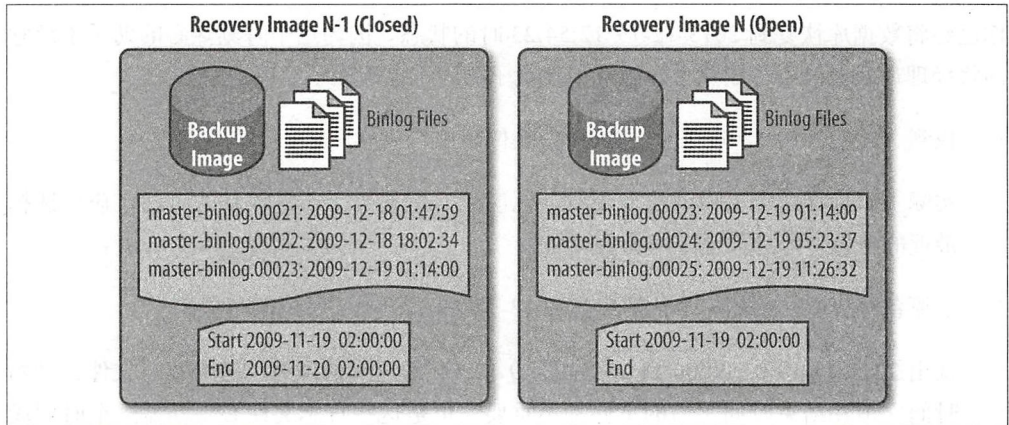 Recovery Image N-1 (Closed)
Backup
Image
Binlog Files
master-binlog.00021: 2009-12-18 01:47:59
master-binlog.00022: 2009-12-18 18:02:34
master-binlog.00023: 2009-12-19 01:14:00
Start 2009-11-19 02:00:00
End 2009-11-20 02:00:00
Recovery Image N (Open)
Backup
Image
Binlog Files
master-binlog.00023: 2009-12-19 01:14:00
master-binlog.00024: 2009-12-19 05:23:37
master-binlog.00025: 2009-12-19 11:26:32
Start 2009-11-19 02:00:00
End